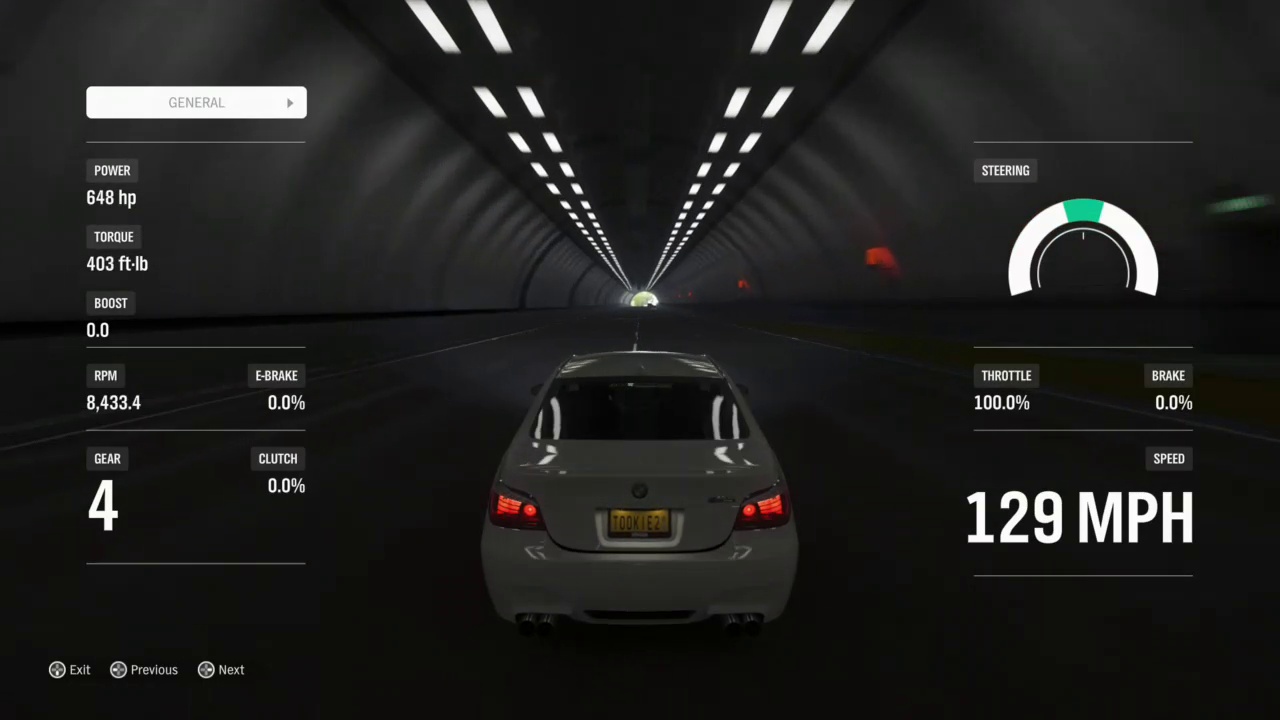 GENERAL
POWER
648 hp
TORQUE
403 ft·lb
BOOST
0.0
RPM
E-BRAKE
8,433.4
0.0%
GEAR
CLUTCH
4
0.0%
STEERING
THROTTLE
BRAKE
100.0%
0.0%
SPEED
129 MPH
TOOKIE2
Exit
Previous
Next